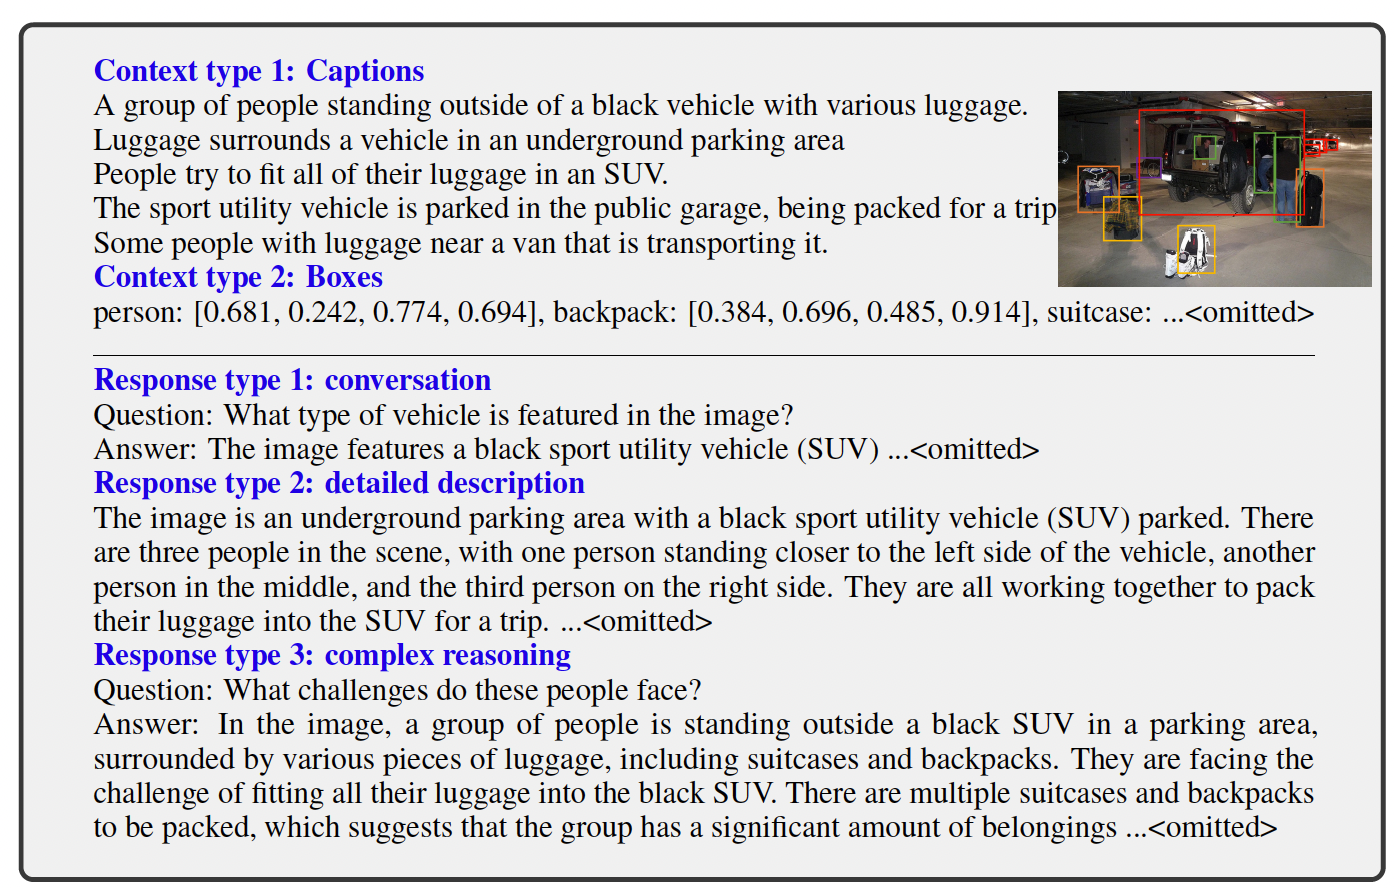 Context type 1: Captions
A group of people standing outside of a black vehicle with various luggage.
Luggage surrounds a vehicle in an underground parking area
People try to fit all of their luggage in an SUV.
The sport utility vehicle is parked in the public garage, being packed for a trip
Some people with luggage near a van that is transporting it.
Context type 2: Boxes
person: [0.681, 0.242, 0.774, 0.694], backpack: [0.384, 0.696, 0.485, 0.914], suitcase: ...<omitted>
Response type 1: conversation
Question: What type of vehicle is featured in the image?
Answer: The image features a black sport utility vehicle (SUV) ...<omitted>
Response type 2: detailed description
The image is an underground parking area with a black sport utility vehicle (SUV) parked. There
are three people in the scene, with one person standing closer to the left side of the vehicle, another
person in the middle, and the third person on the right side. They are all working together to pack
their luggage into the SUV for a trip. ...<omitted>
Response type 3: complex reasoning
Question: What challenges do these people face?
Answer: In the image, a group of people is standing outside a black SUV in a parking area,
surrounded by various pieces of luggage, including suitcases and backpacks. They are facing the
challenge of fitting all their luggage into the black SUV. There are multiple suitcases and backpacks
to be packed, which suggests that the group has a significant amount of belongings ...<omitted>